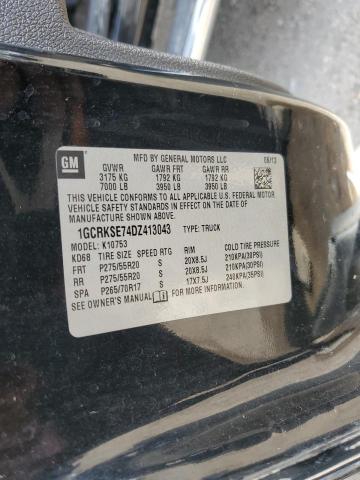 GM
MFD BY GENERAL MOTORS LLC 06/13
GVWR GAWR FRT GAWR RR
3175 KG 1792 KG 1792 KG
7000 LB 3950 LB 3950 LB
THIS VEHICLE CONFORMS TO ALL APPLICABLE U.S. FEDERAL MOTOR
VEHICLE SAFETY STANDARDS IN EFFECT ON THE DATE OF
MANUFACTURE SHOWN ABOVE.
1GCRKSE74DZ413043 TYPE: TRUCK
MODEL: K10753
KD6B TIRE SIZE SPEED RTG RIM COLD TIRE PRESSURE
FRT P275/55R20 S 20X8.5J 210KPA(30PSI)
RR P275/55R20 S 20X8.5J 210KPA(30PSI)
SPA P265/70R17 S 17X7.5J 240KPA(35PSI)
SEE OWNER'S MANUAL FOR ADDITIONAL INFORMATION.